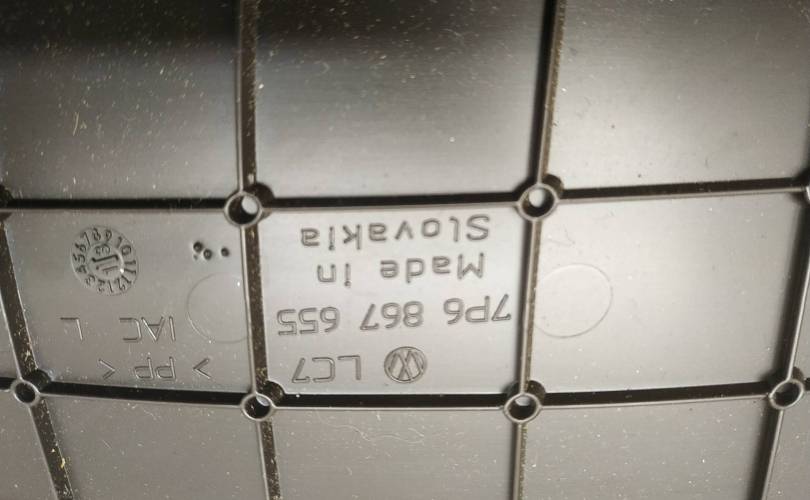 LC7
7P6 867 655
Made in
Slovakia
> PP <
IAC L